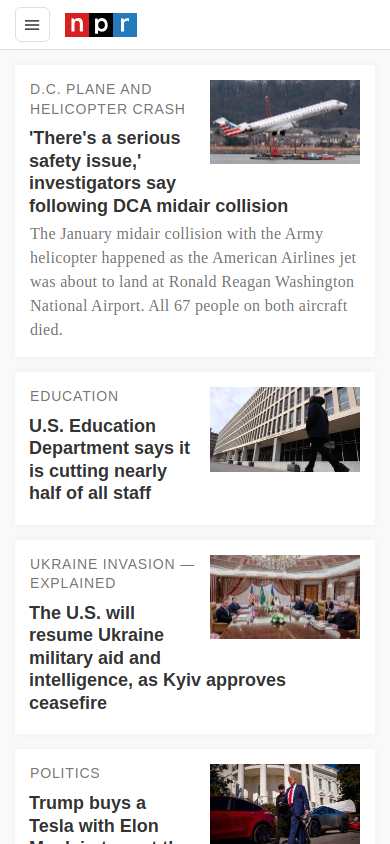 npr
D.C. PLANE AND
HELICOPTER CRASH
'There's a serious
safety issue,'
investigators say
following DCA midair collision
The January midair collision with the Army
helicopter happened as the American Airlines jet
was about to land at Ronald Reagan Washington
National Airport. All 67 people on both aircraft
died.
EDUCATION
U.S. Education
Department says it
is cutting nearly
half of all staff
UKRAINE INVASION —
EXPLAINED
The U.S. will
resume Ukraine
military aid and
intelligence, as Kyiv approves
ceasefire
POLITICS
Trump buys a
Tesla with Elon